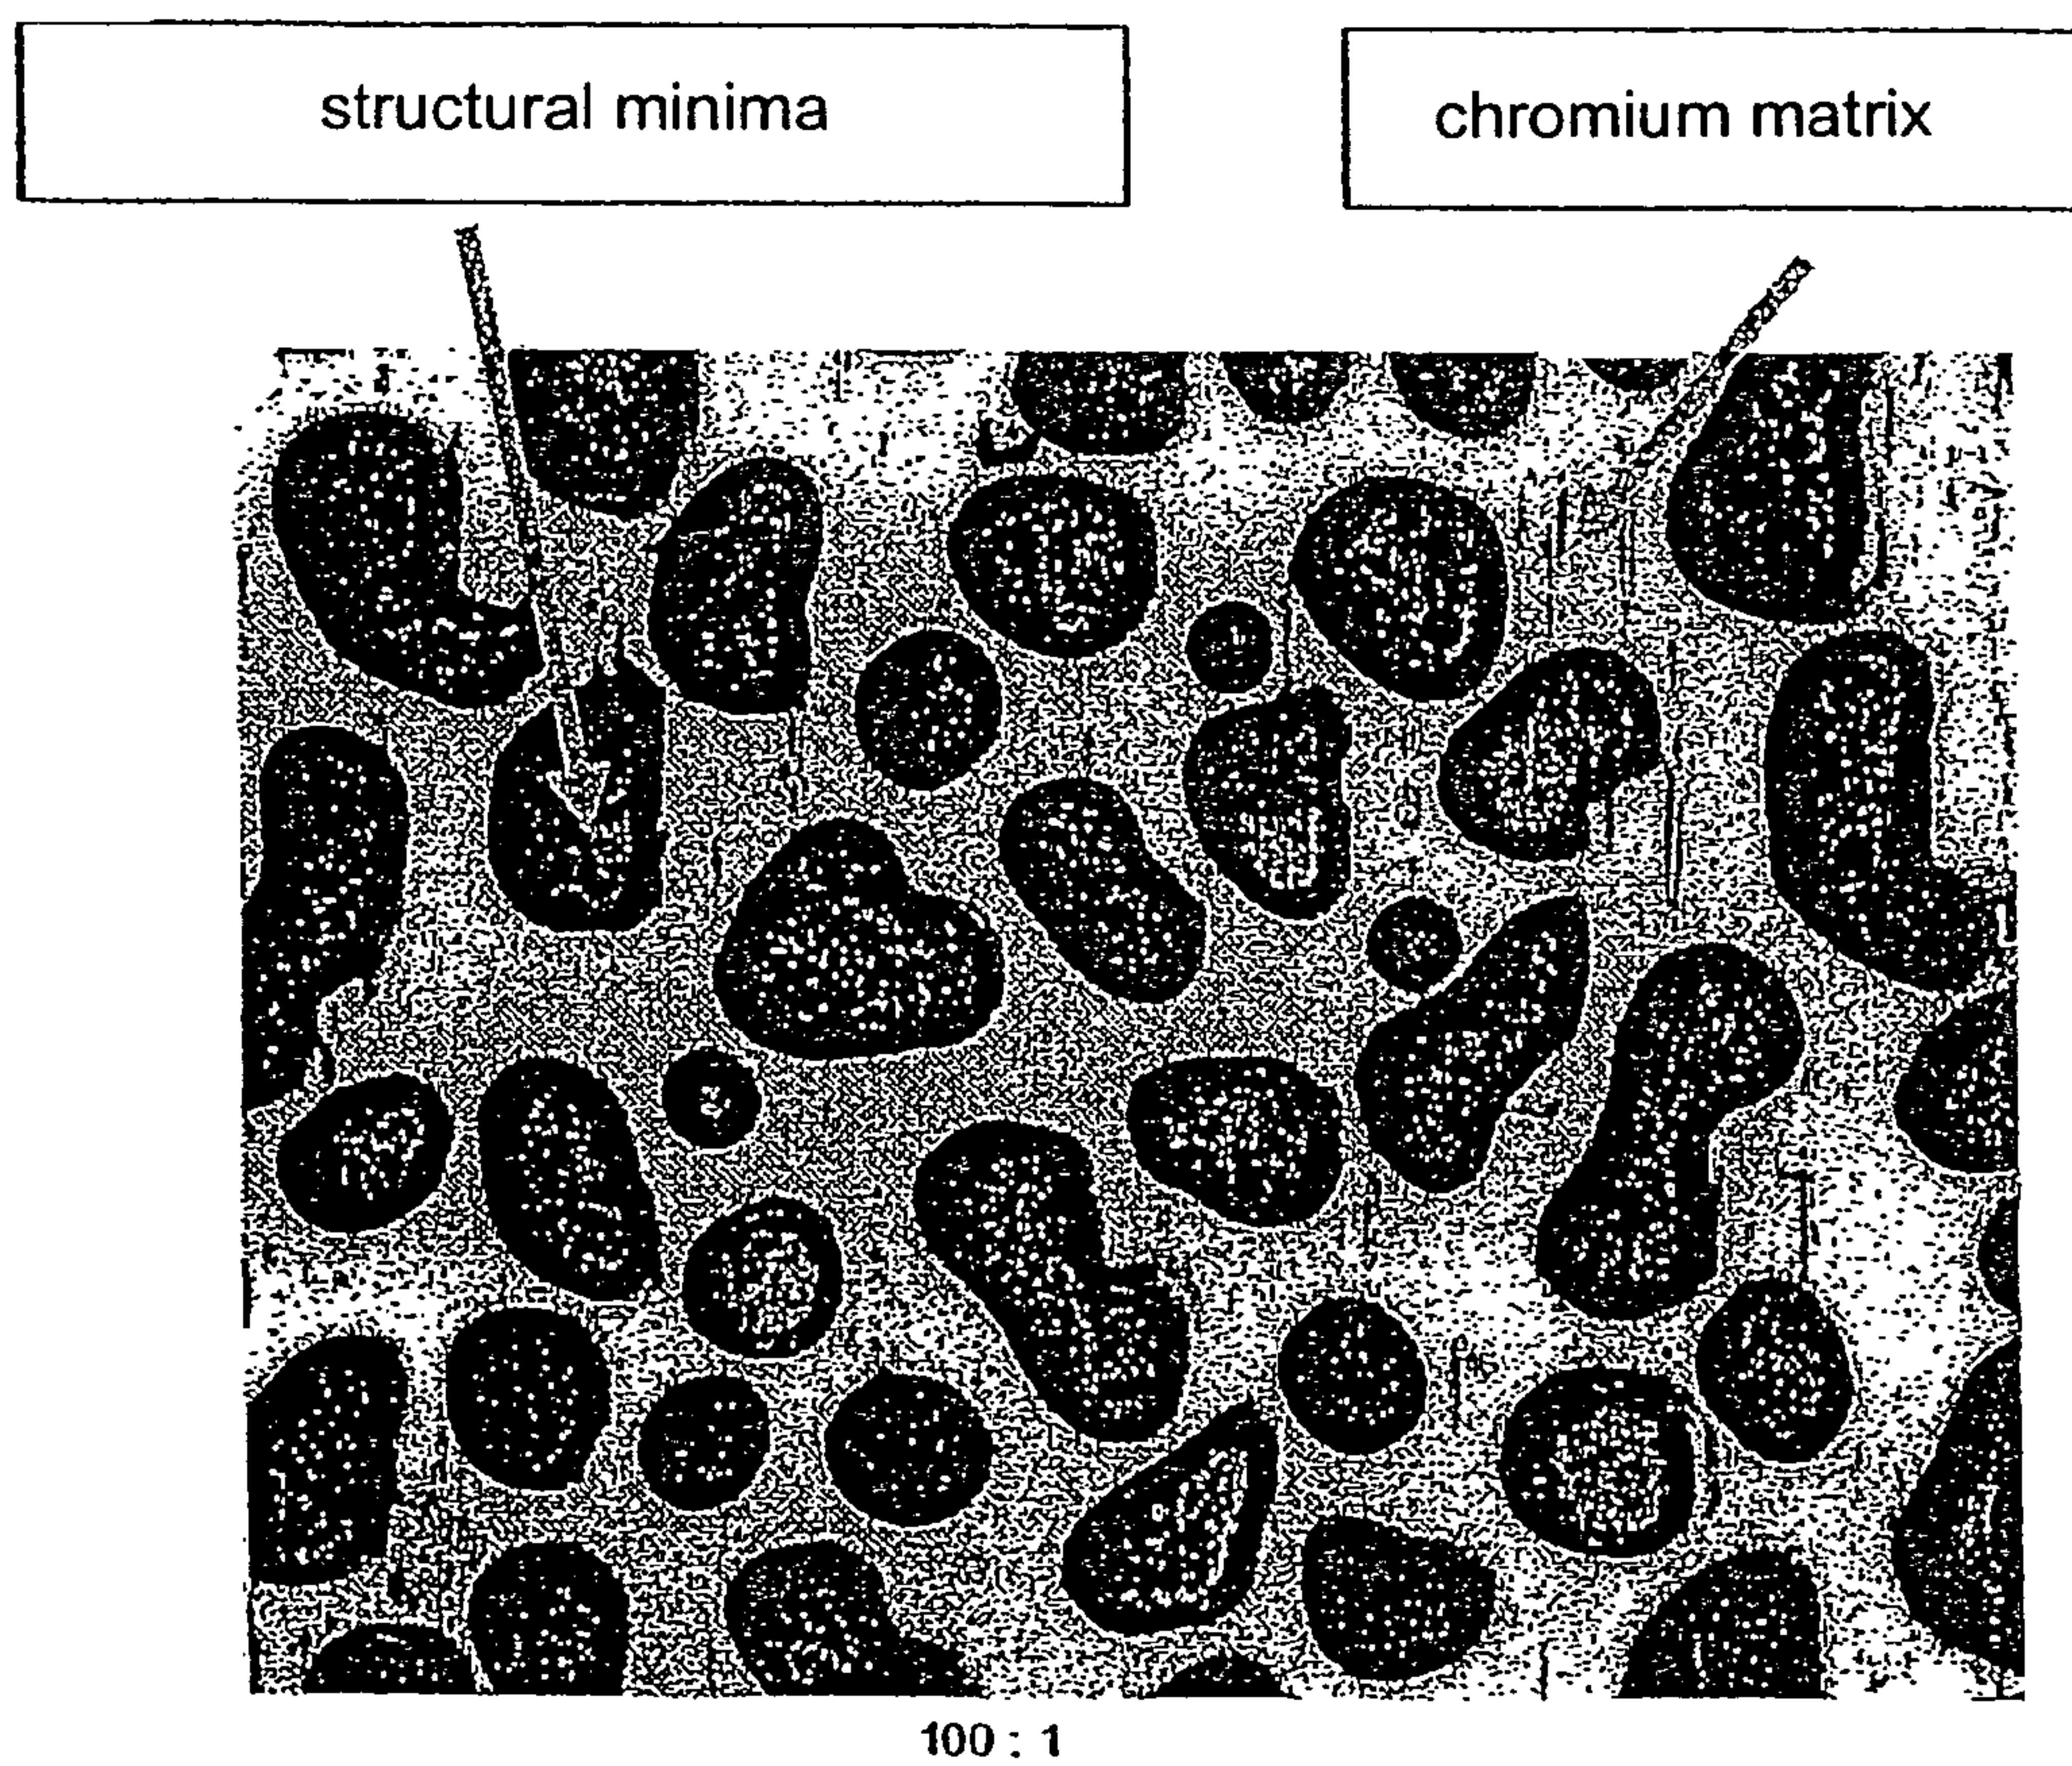 structural minima
chromium matrix
100 : 1